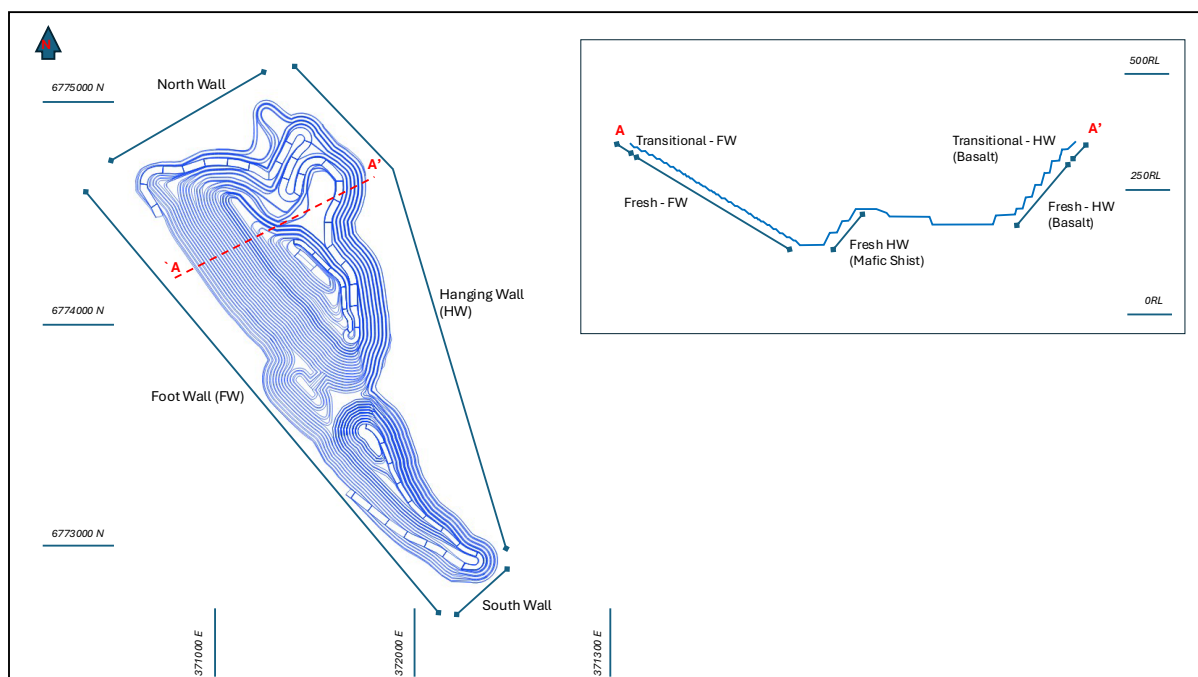 N
6775000 N
North Wall
A'
`A
6774000 N
Hanging Wall
(HW)
Foot Wall (FW)
6773000 N
South Wall
371000 E
372000 E
371300 E
500RL
A
Transitional - FW
Transitional - HW
(Basalt)
A'
250RL
Fresh - FW
Fresh - HW
(Basalt)
Fresh HW
(Mafic Shist)
0RL